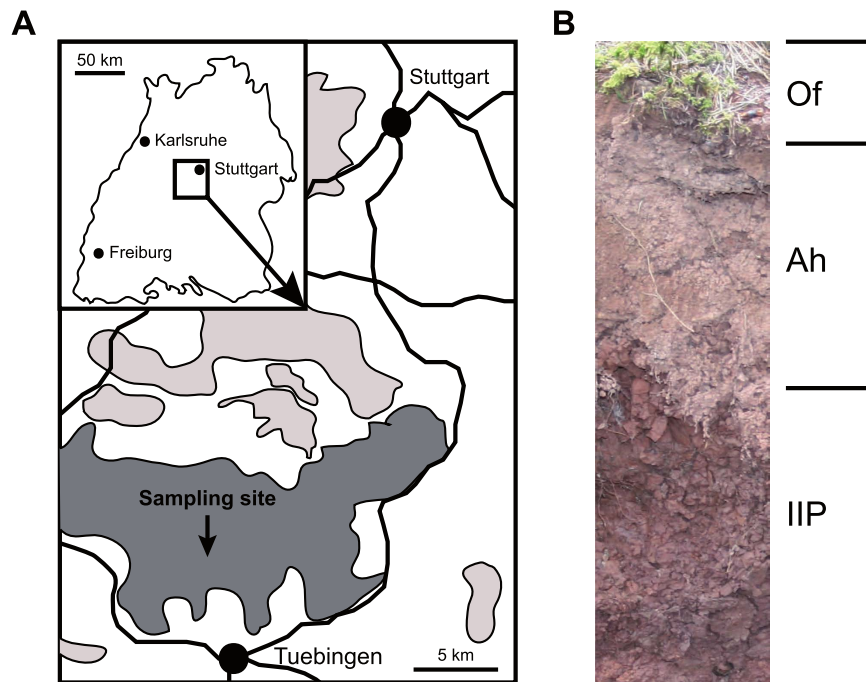 A
50 km
Karlsruhe
Stuttgart
Freiburg
Stuttgart
Sampling site
Tuebingen
5 km
B
Of
Ah
IIP